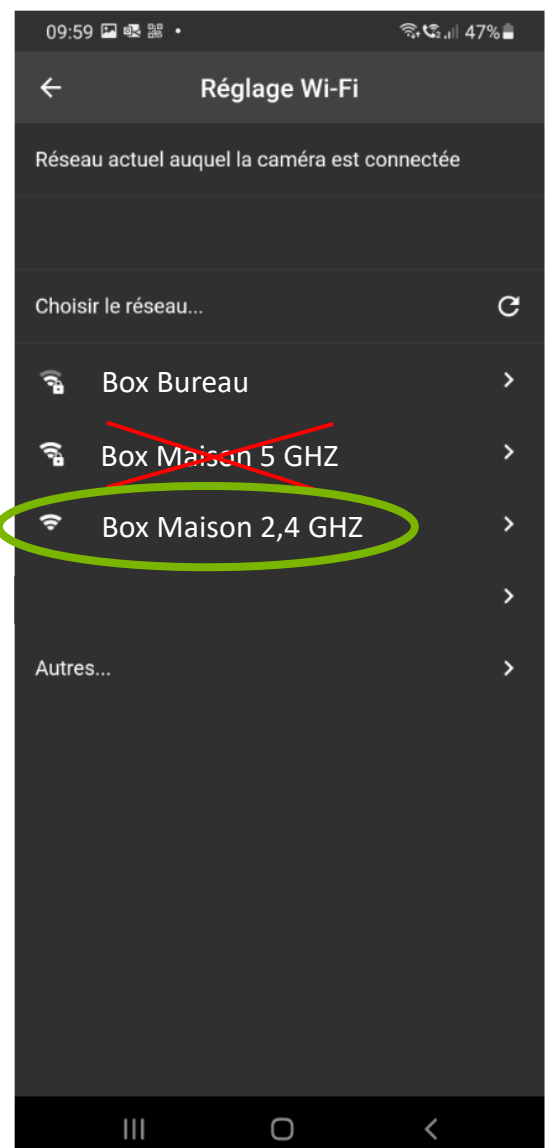 09:59 47%
Réglage Wi-Fi
Réseau actuel auquel la caméra est connectée
Choisir le réseau...
Box Bureau
Box Maison 5 GHZ
Box Maison 2,4 GHZ
Autres...